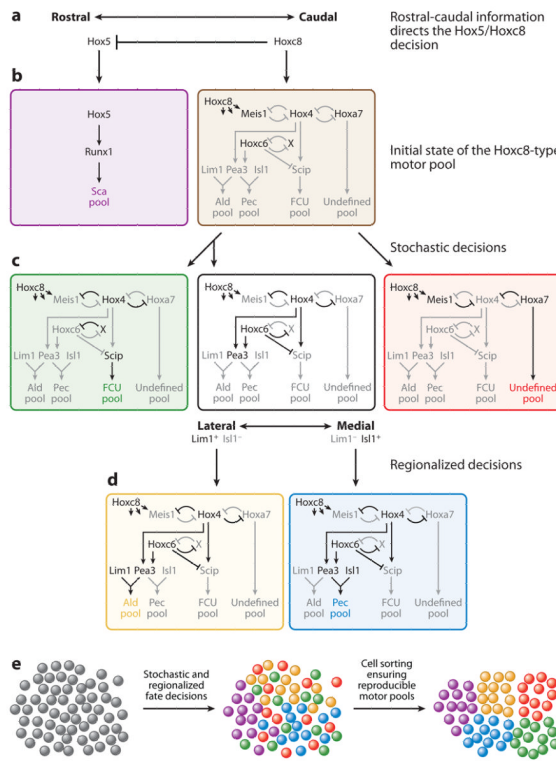 a
Rostral
Caudal
Rostral-caudal information
directs the Hox5/Hoxc8
decision
Hox5
Hoxc8
b
Hox5
Runx1
Sca
pool
Hoxc8
Meis1 Hox4 Hoxa7
Hoxc6 X
Lim1 Pea3 Isl1 Scip
Ald
pool
Pec
pool
FCU
pool
Undefined
pool
Initial state of the Hoxc8-type
motor pool
Stochastic decisions
c
Hoxc8
Meis1 Hox4 Hoxa7
Hoxc6 X
Lim1 Pea3 Isl1 Scip
Ald
pool
Pec
pool
FCU
pool
Undefined
pool
Hoxc8
Meis1 Hox4 Hoxa7
Hoxc6 X
Lim1 Pea3 Isl1 Scip
Ald
pool
Pec
pool
FCU
pool
Undefined
pool
Hoxc8
Meis1 Hox4 Hoxa7
Hoxc6 X
Lim1 Pea3 Isl1 Scip
Ald
pool
Pec
pool
FCU
pool
Undefined
pool
Lateral
Lim1⁺ Isl1⁻
Medial
Lim1⁻ Isl1⁺
Regionalized decisions
d
Hoxc8
Meis1 Hox4 Hoxa7
Hoxc6 X
Lim1 Pea3 Isl1 Scip
Ald
pool
Pec
pool
FCU
pool
Undefined
pool
Hoxc8
Meis1 Hox4 Hoxa7
Hoxc6 X
Lim1 Pea3 Isl1 Scip
Ald
pool
Pec
pool
FCU
pool
Undefined
pool
e
Stochastic and
regionalized
fate decisions
Cell sorting
ensuring
reproducible
motor pools